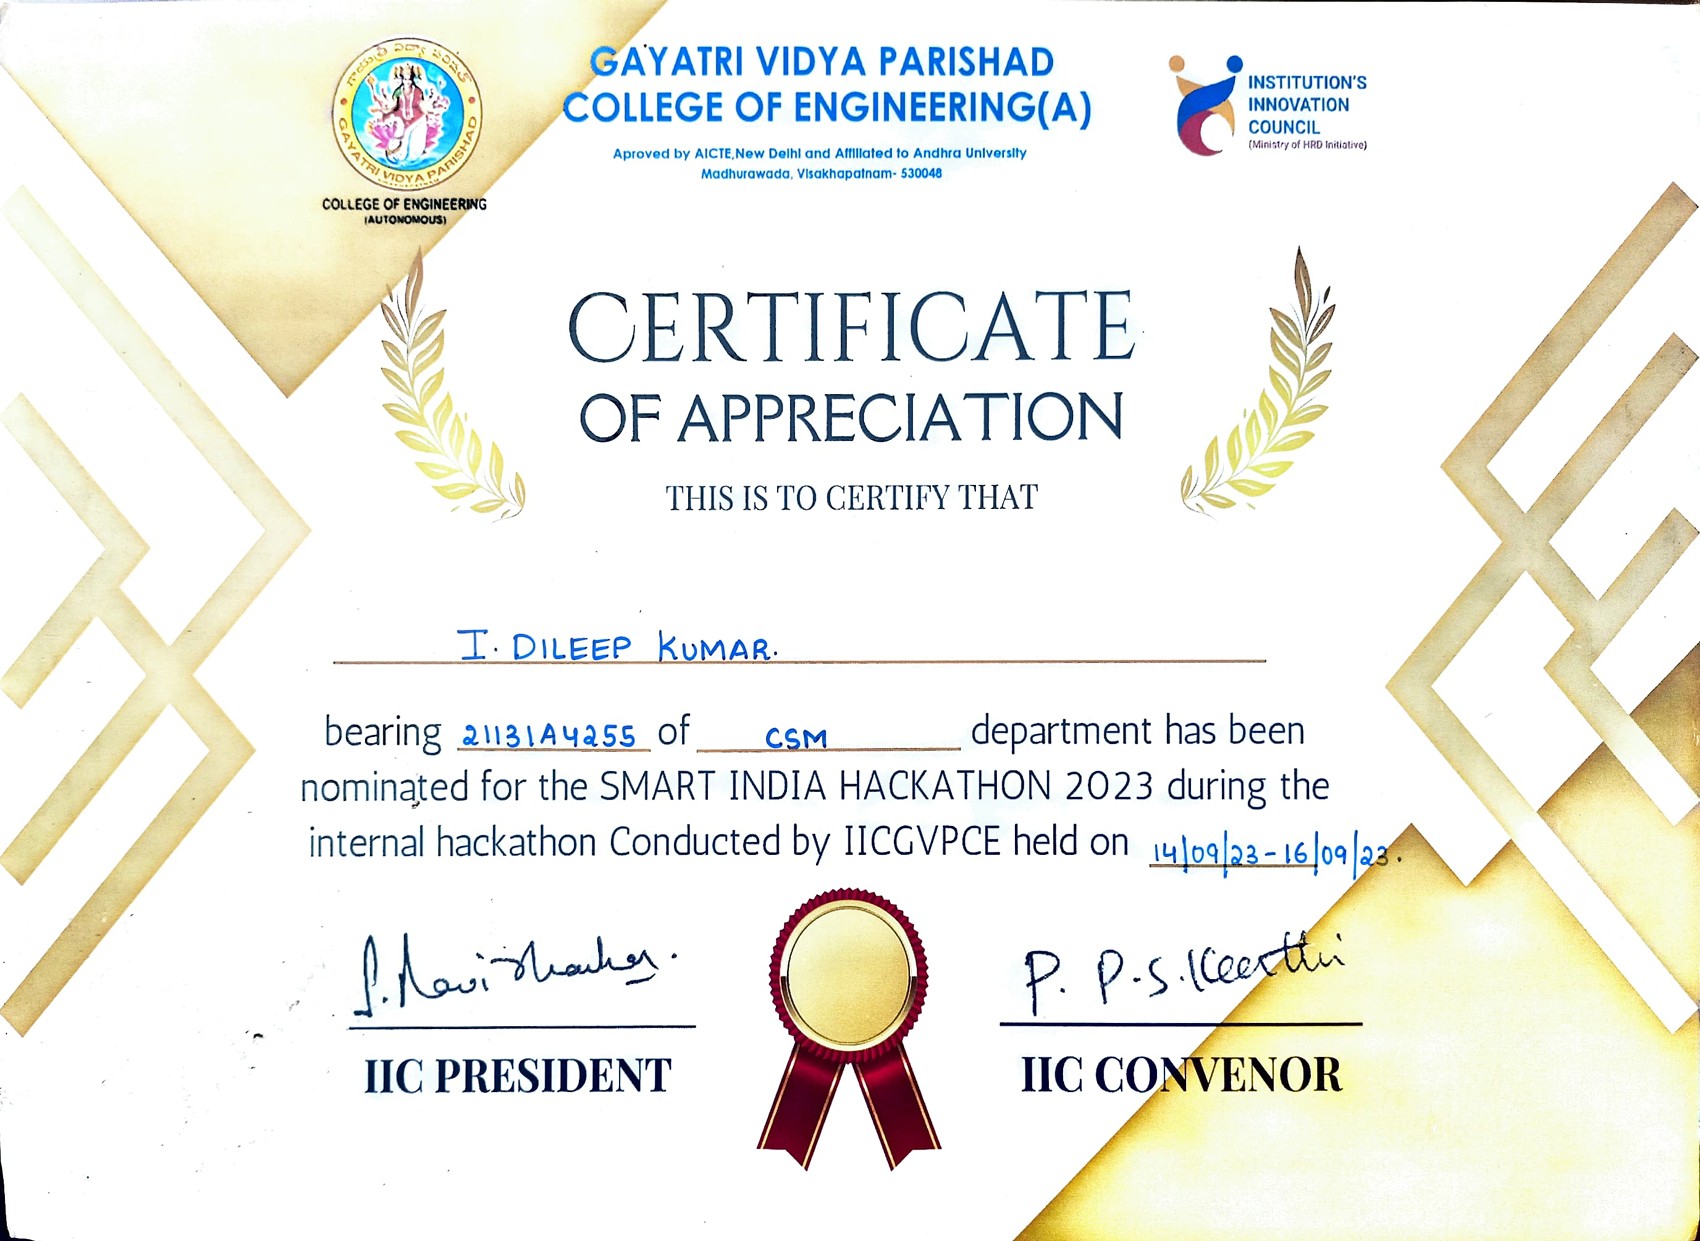 గాయత్రీ విద్యా పరిషత్
GAYATRI VIDYA PARISHAD
COLLEGE OF ENGINEERING
(AUTONOMOUS)
GAYATRI VIDYA PARISHAD
COLLEGE OF ENGINEERING(A)
Aproved by AICTE,New Delhi and Affiliated to Andhra University
Madhurawada, Visakhapatnam- 530048
INSTITUTION'S
INNOVATION
COUNCIL
(Ministry of HRD Initiative)
CERTIFICATE
OF APPRECIATION
THIS IS TO CERTIFY THAT
I. DILEEP KUMAR.
bearing 21131A4255 of CSM department has been
nominated for the SMART INDIA HACKATHON 2023 during the
internal hackathon Conducted by IICGVPCE held on 14/09/23-16/09/23.
P. P.S.Keerthi
IIC PRESIDENT
IIC CONVENOR